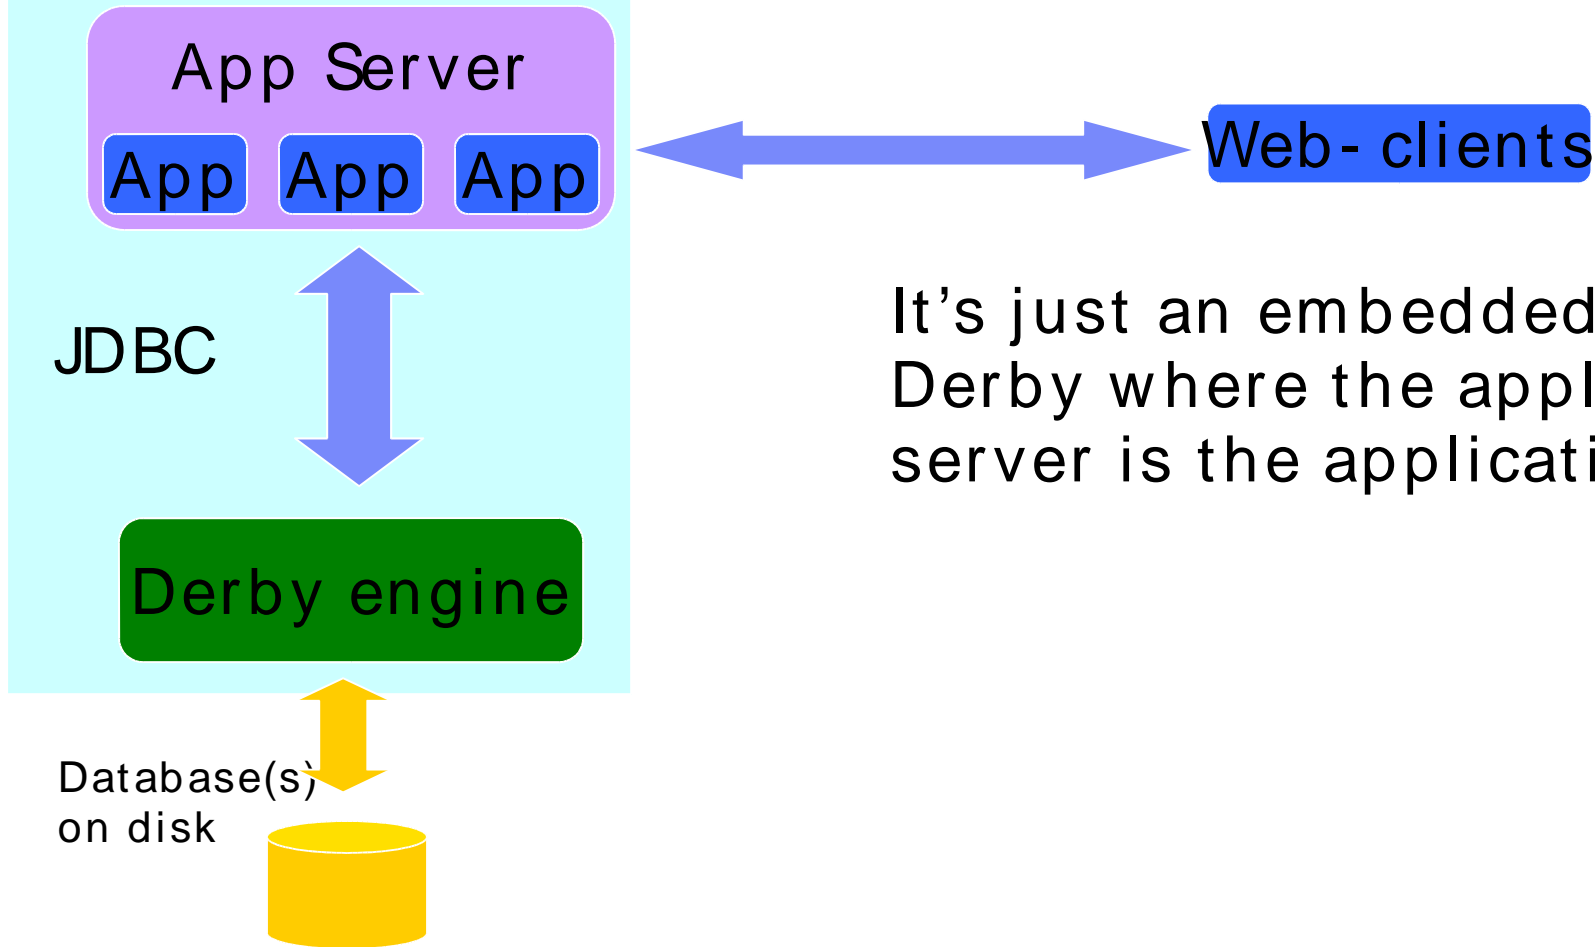 App Server
App App App
Web- clients
JDBC
It’s just an embedded
Derby where the appl
server is the applicati
Derby engine
Database(s)
on disk